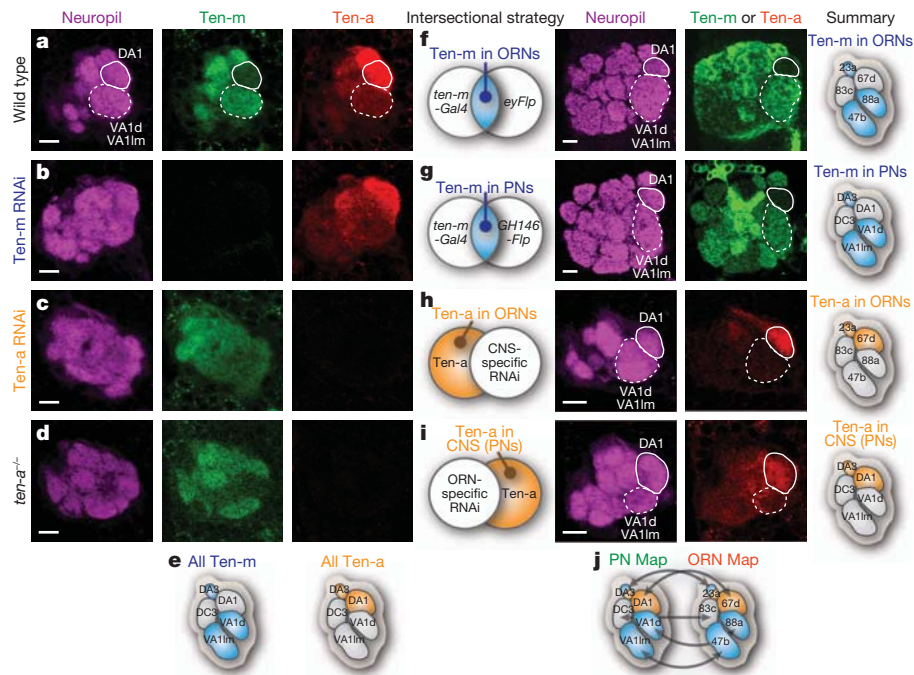 Neuropil
Ten-m
Ten-a
Intersectional strategy
Neuropil
Ten-m or Ten-a
Summary
Wild type
a
DA1
VA1d
VA1lm
f
Ten-m in ORNs
ten-m
-Gal4
eyFlp
DA1
VA1d
VA1lm
Ten-m in ORNs
23a
67d
83c
88a
47b
Ten-m RNAi
b
g
Ten-m in PNs
ten-m
-Gal4
GH146
-Flp
VA1d
VA1lm
Ten-m in PNs
DA3
DA1
DC3
VA1d
VA1lm
Ten-a RNAi
c
h
Ten-a in ORNs
Ten-a
CNS-
specific
RNAi
DA1
VA1d
VA1lm
Ten-a in ORNs
23a
67d
83c
88a
47b
ten-a-/-
d
i
Ten-a in
CNS (PNs)
ORN-
specific
RNAi
Ten-a
DA1
VA1d
VA1lm
Ten-a in
CNS (PNs)
DA3
DA1
DC3
VA1d
VA1lm
e All Ten-m
All Ten-a
DA3
DA1
DC3
VA1d
VA1lm
DA3
DA1
DC3
VA1d
VA1lm
j PN Map
ORN Map
DA3
DA1
DC3
VA1d
VA1lm
23a
67d
83c
88a
47b